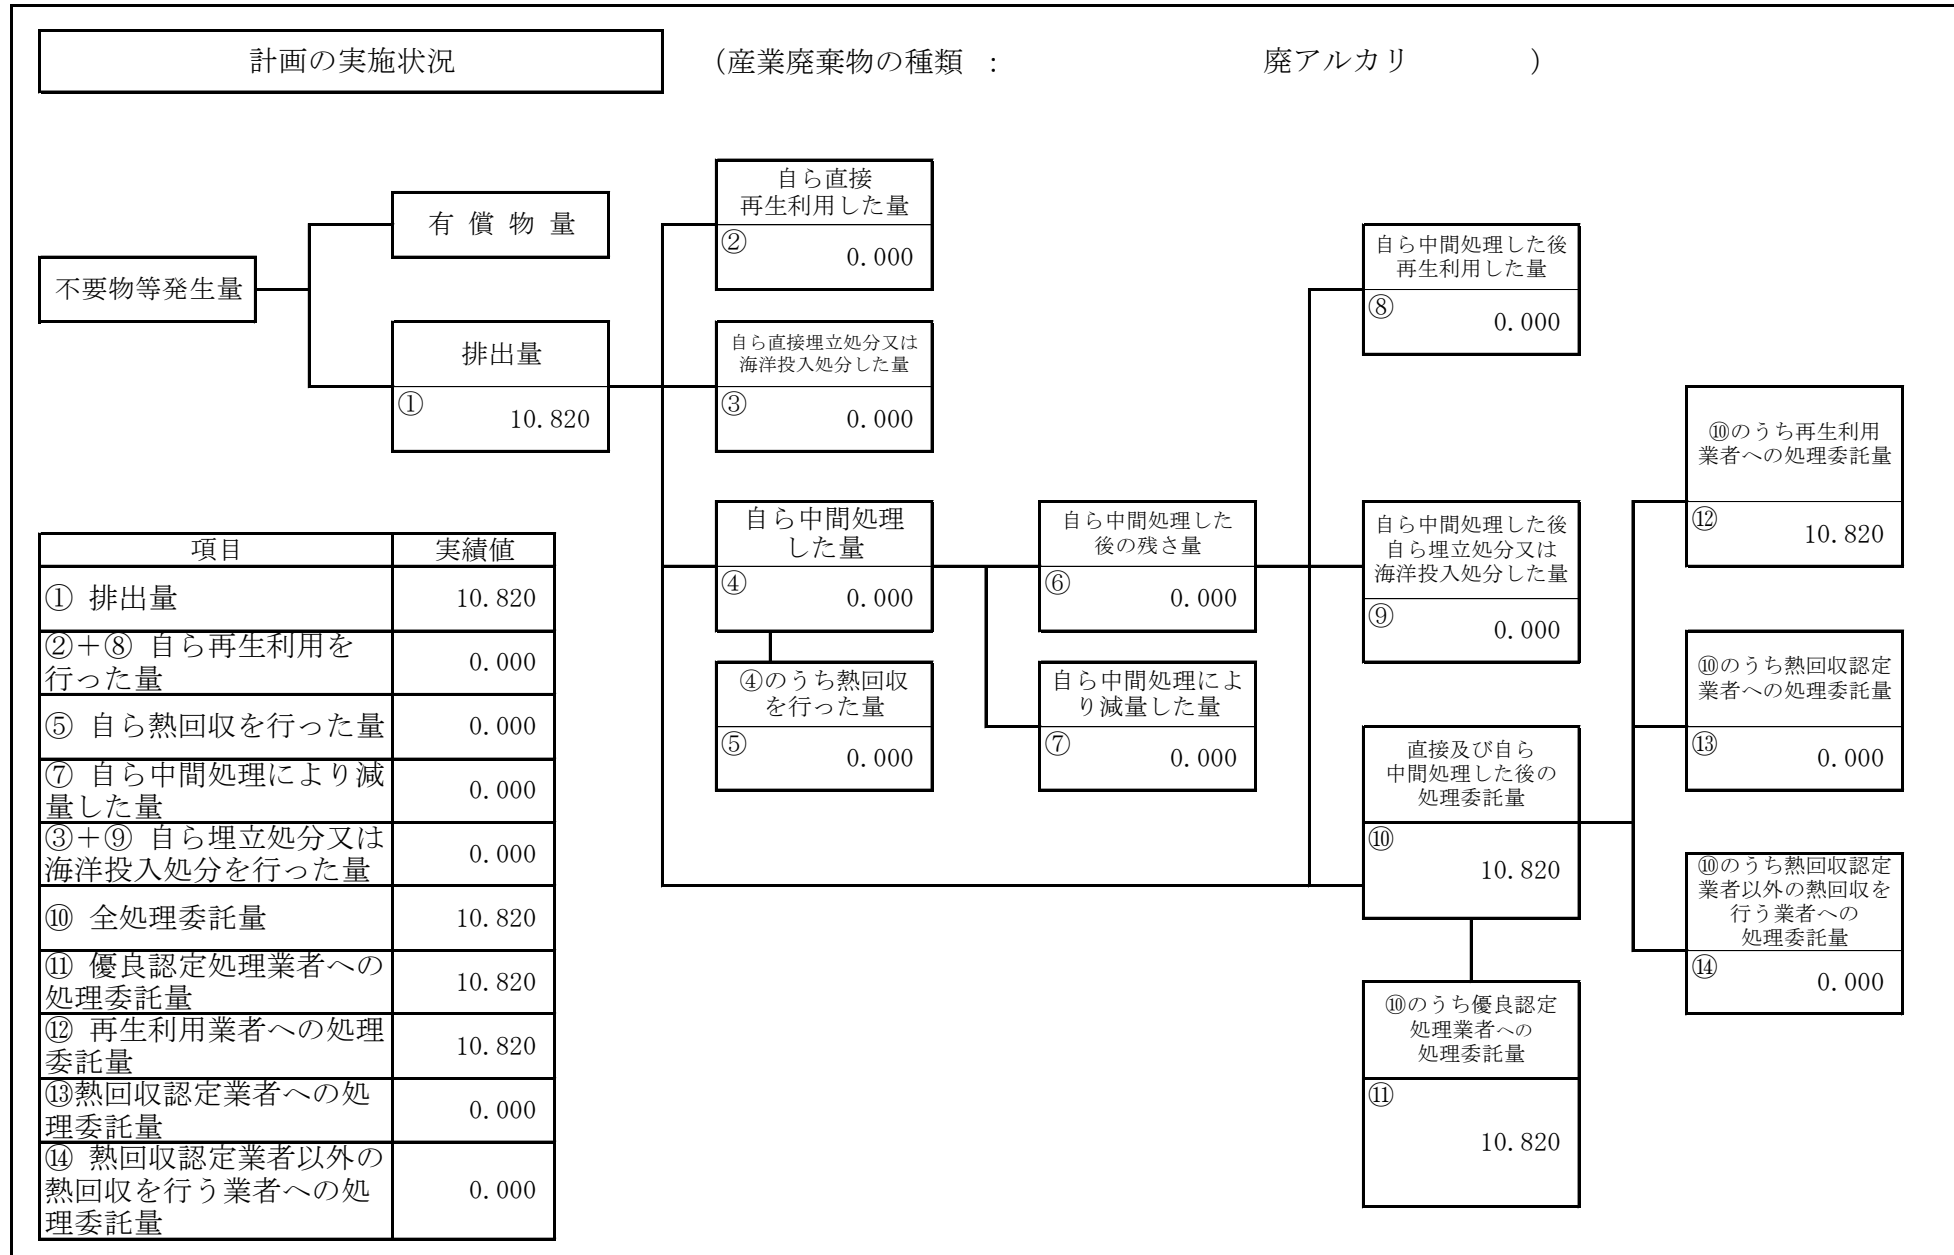 計画の実施状況
(産業廃棄物の種類 : 廃アルカリ )
不要物等発生量
有 償 物 量
排出量
① 10.820
自ら直接
再生利用した量
② 0.000
自ら直接埋立処分又は
海洋投入処分した量
③ 0.000
自ら中間処理
した量
④ 0.000
④のうち熱回収
を行った量
⑤ 0.000
自ら中間処理した
後の残さ量
⑥ 0.000
自ら中間処理によ
り減量した量
⑦ 0.000
自ら中間処理した後
再生利用した量
⑧ 0.000
自ら中間処理した後
自ら埋立処分又は
海洋投入処分した量
⑨ 0.000
直接及び自ら
中間処理した後の
処理委託量
⑩
10.820
⑩のうち優良認定
処理業者への
処理委託量
⑪
10.820
⑩のうち再生利用
業者への処理委託量
⑫ 10.820
⑩のうち熱回収認定
業者への処理委託量
⑬ 0.000
⑩のうち熱回収認定
業者以外の熱回収を
行う業者への
処理委託量
⑭ 0.000
項目 実績値
① 排出量 10.820
②+⑧ 自ら再生利用を
行った量 0.000
⑤ 自ら熱回収を行った量 0.000
⑦ 自ら中間処理により減
量した量 0.000
③+⑨ 自ら埋立処分又は
海洋投入処分を行った量 0.000
⑩ 全処理委託量 10.820
⑪ 優良認定処理業者への
処理委託量 10.820
⑫ 再生利用業者への処理
委託量 10.820
⑬熱回収認定業者への処
理委託量 0.000
⑭ 熱回収認定業者以外の
熱回収を行う業者への処
理委託量 0.000